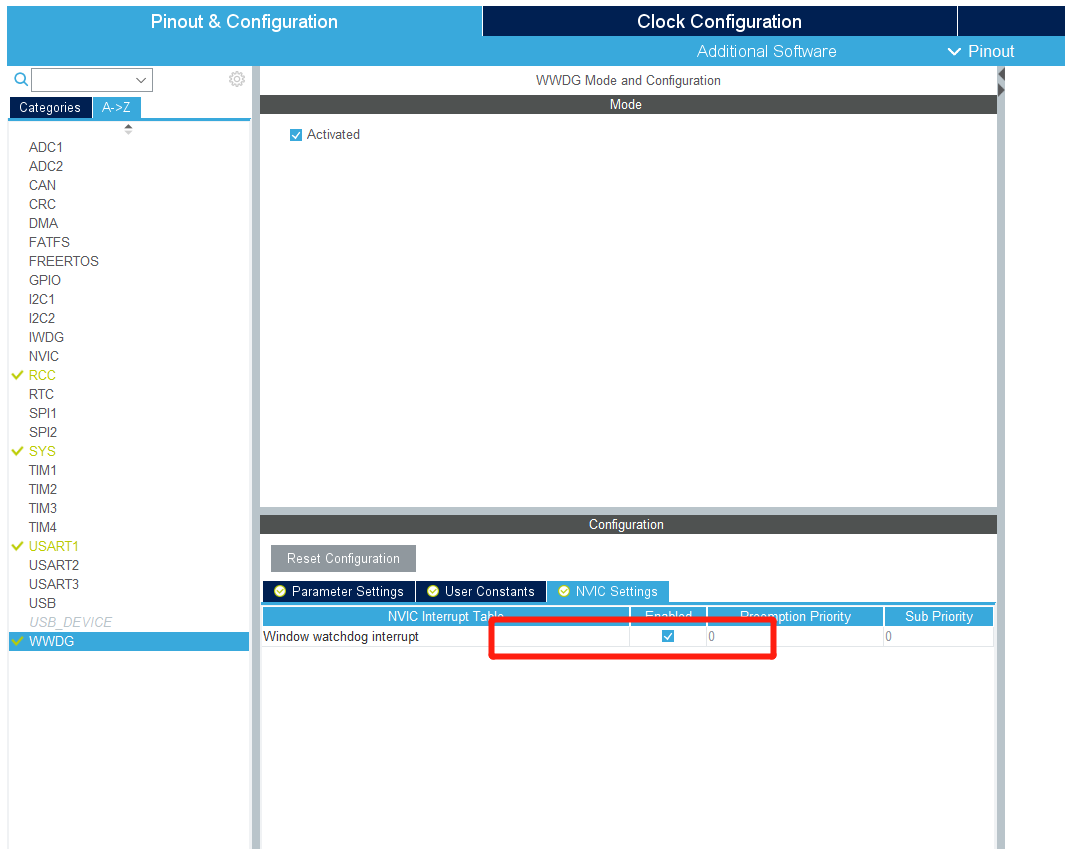 Pinout & Configuration
Clock Configuration
Additional Software
Pinout
Categories
A->Z
ADC1
ADC2
CAN
CRC
DMA
FATFS
FREERTOS
GPIO
I2C1
I2C2
IWDG
NVIC
RCC
RTC
SPI1
SPI2
SYS
TIM1
TIM2
TIM3
TIM4
USART1
USART2
USART3
USB
USB_DEVICE
WWDG
WWDG Mode and Configuration
Mode
Activated
Configuration
Reset Configuration
Parameter Settings
User Constants
NVIC Settings
NVIC Interrupt Table
Enabled
Preemption Priority
Sub Priority
Window watchdog interrupt
0
0